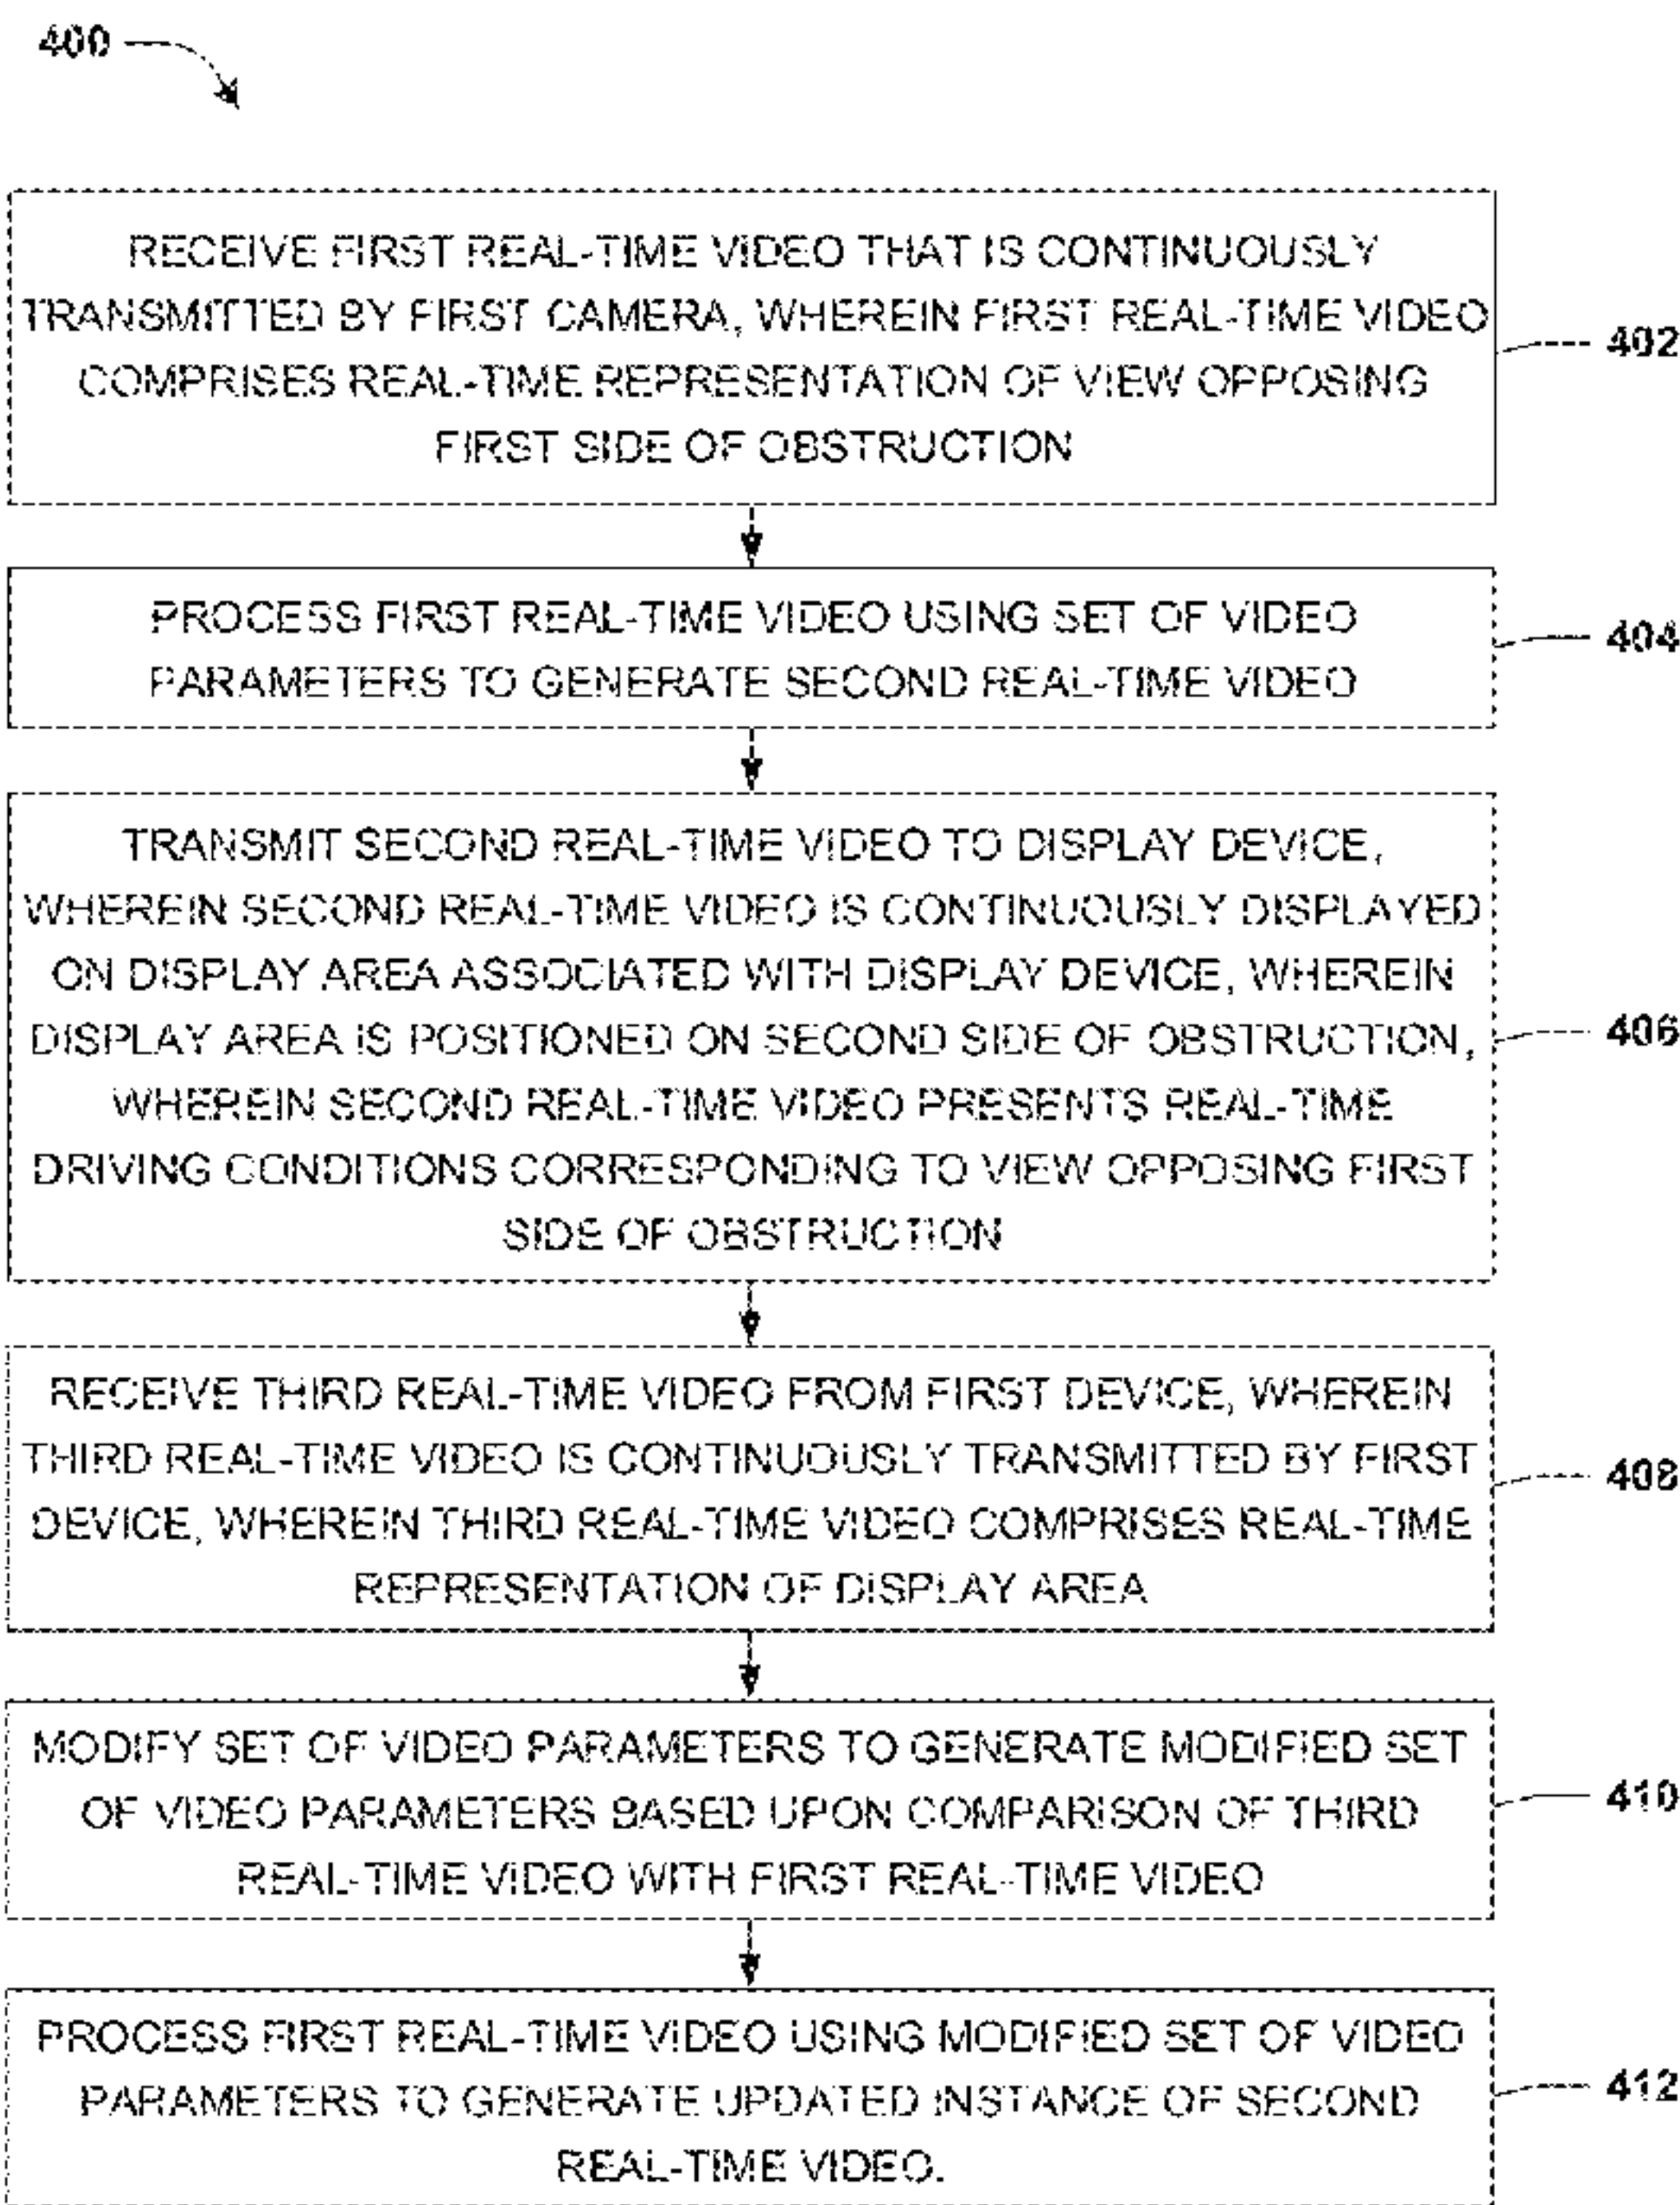 400
RECEIVE FIRST REAL-TIME VIDEO THAT IS CONTINUOUSLY
TRANSMITTED BY FIRST CAMERA, WHEREIN FIRST REAL-TIME VIDEO
COMPRISES REAL-TIME REPRESENTATION OF VIEW OPPOSING
FIRST SIDE OF OBSTRUCTION
402
PROCESS FIRST REAL-TIME VIDEO USING SET OF VIDEO
PARAMETERS TO GENERATE SECOND REAL-TIME VIDEO
404
TRANSMIT SECOND REAL-TIME VIDEO TO DISPLAY DEVICE,
WHEREIN SECOND REAL-TIME VIDEO IS CONTINUOUSLY DISPLAYED
ON DISPLAY AREA ASSOCIATED WITH DISPLAY DEVICE, WHEREIN
DISPLAY AREA IS POSITIONED ON SECOND SIDE OF OBSTRUCTION,
WHEREIN SECOND REAL-TIME VIDEO PRESENTS REAL-TIME
DRIVING CONDITIONS CORRESPONDING TO VIEW OPPOSING FIRST
SIDE OF OBSTRUCTION
406
RECEIVE THIRD REAL-TIME VIDEO FROM FIRST DEVICE, WHEREIN
THIRD REAL-TIME VIDEO IS CONTINUOUSLY TRANSMITTED BY FIRST
DEVICE, WHEREIN THIRD REAL-TIME VIDEO COMPRISES REAL-TIME
REPRESENTATION OF DISPLAY AREA
408
MODIFY SET OF VIDEO PARAMETERS TO GENERATE MODIFIED SET
OF VIDEO PARAMETERS BASED UPON COMPARISON OF THIRD
REAL-TIME VIDEO WITH FIRST REAL-TIME VIDEO
410
PROCESS FIRST REAL-TIME VIDEO USING MODIFIED SET OF VIDEO
PARAMETERS TO GENERATE UPDATED INSTANCE OF SECOND
REAL-TIME VIDEO.
412